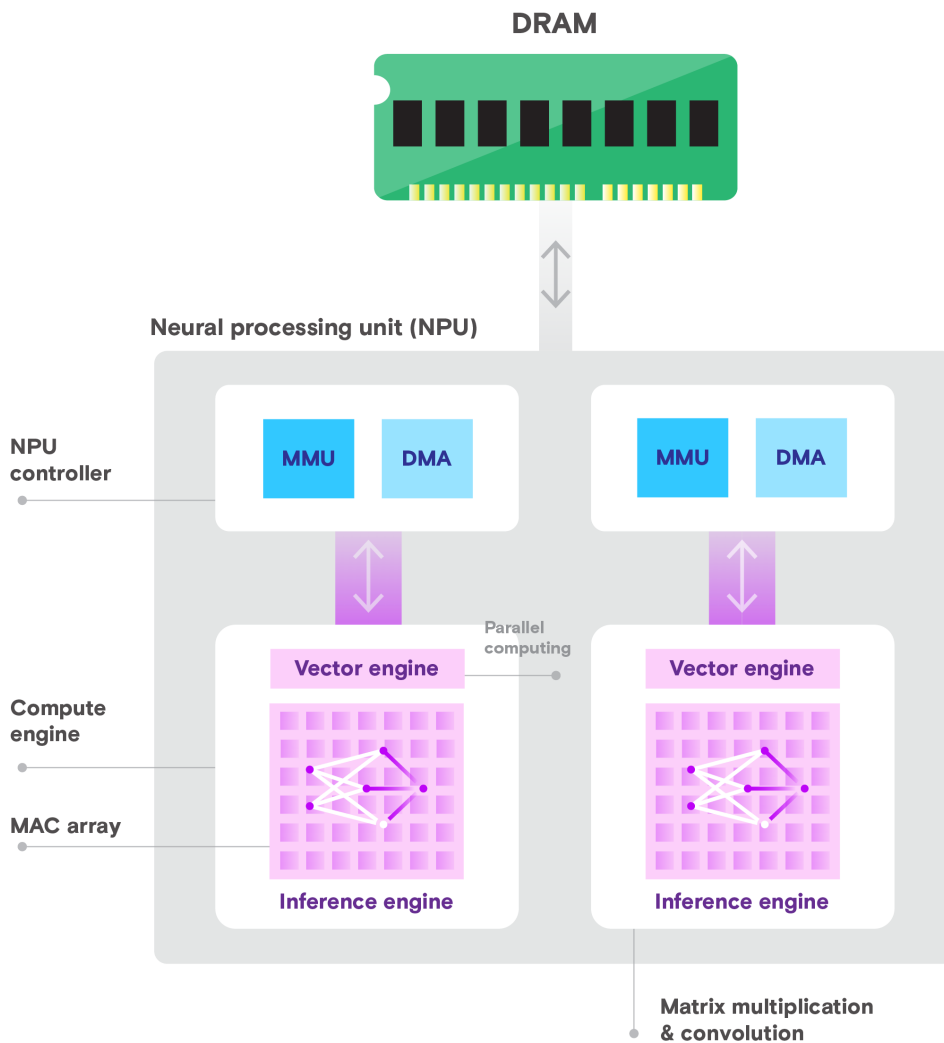 DRAM
Neural processing unit (NPU)
NPU
controller
MMU
DMA
MMU
DMA
Parallel
computing
Vector engine
Vector engine
Compute
engine
MAC array
Inference engine
Inference engine
Matrix multiplication
& convolution